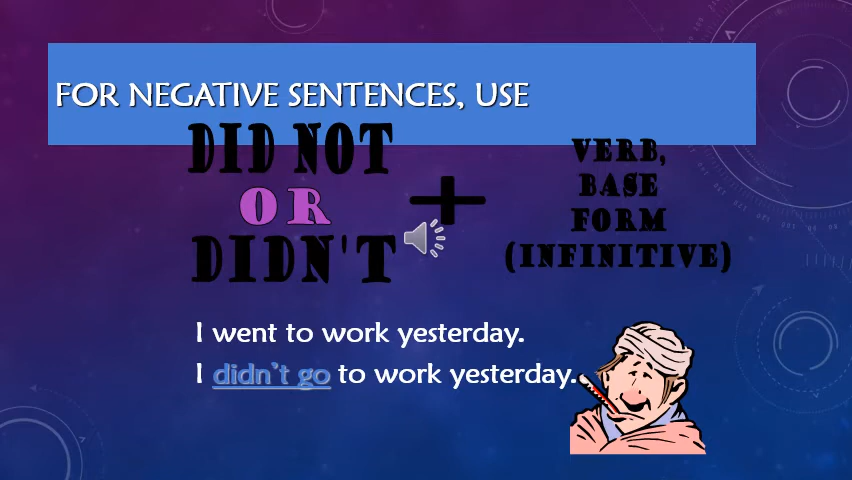 FOR NEGATIVE SENTENCES, USE
DID NOT
OR
DIDN'T
+
VERB,
BASE
FORM
(INFINITIVE)
I went to work yesterday.
I didn't go to work yesterday.